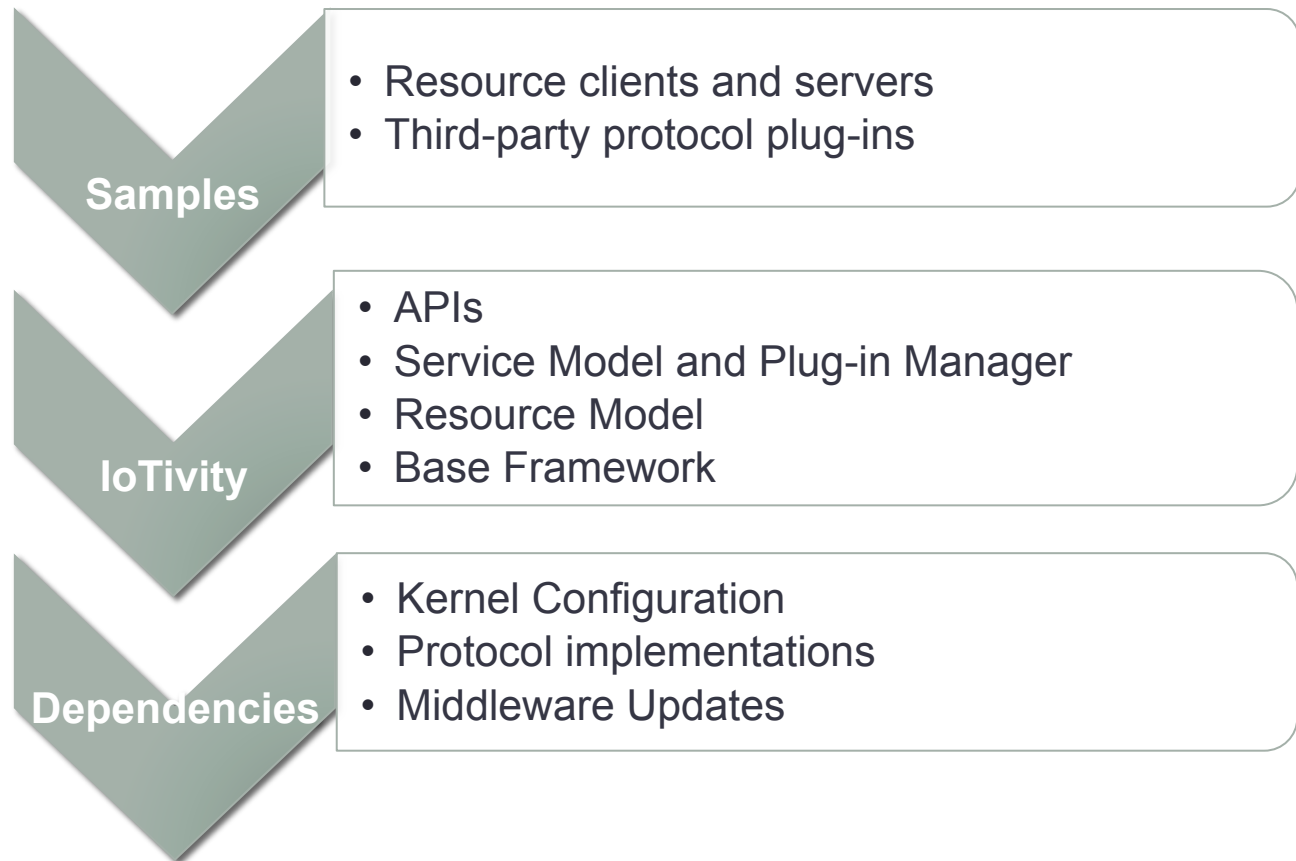 Samples
• Resource clients and servers
• Third-party protocol plug-ins
IoTivity
• APIs
• Service Model and Plug-in Manager
• Resource Model
• Base Framework
Dependencies
• Kernel Configuration
• Protocol implementations
• Middleware Updates